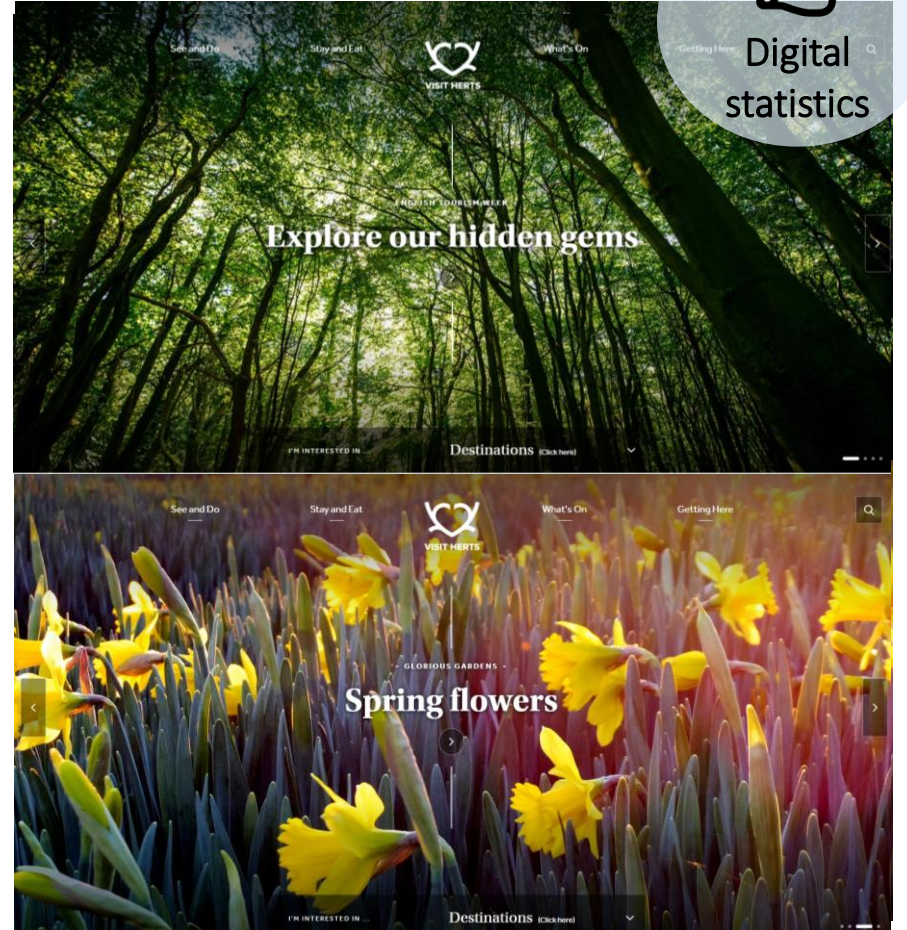 Digital
statistics
See and Do
Stay and Eat
VISIT HERTS
What's On
Getting Here
ENGLISH TOURISM WEEK
Explore our hidden gems
I'M INTERESTED IN ...
Destinations (Click here)
See and Do
Stay and Eat
VISIT HERTS
What's On
Getting Here
- GLORIOUS GARDENS -
Spring flowers
I'M INTERESTED IN ...
Destinations (Click here)